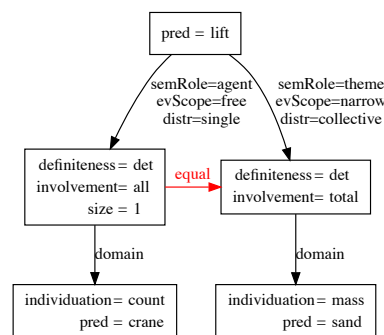 pred = lift
semRole=agent
evScope=free
distr=single
semRole=theme
evScope=narrow
distr=collective
definiteness = det
involvement = all
size = 1
equal
definiteness = det
involvement = total
domain
domain
individuation = count
pred = crane
individuation = mass
pred = sand